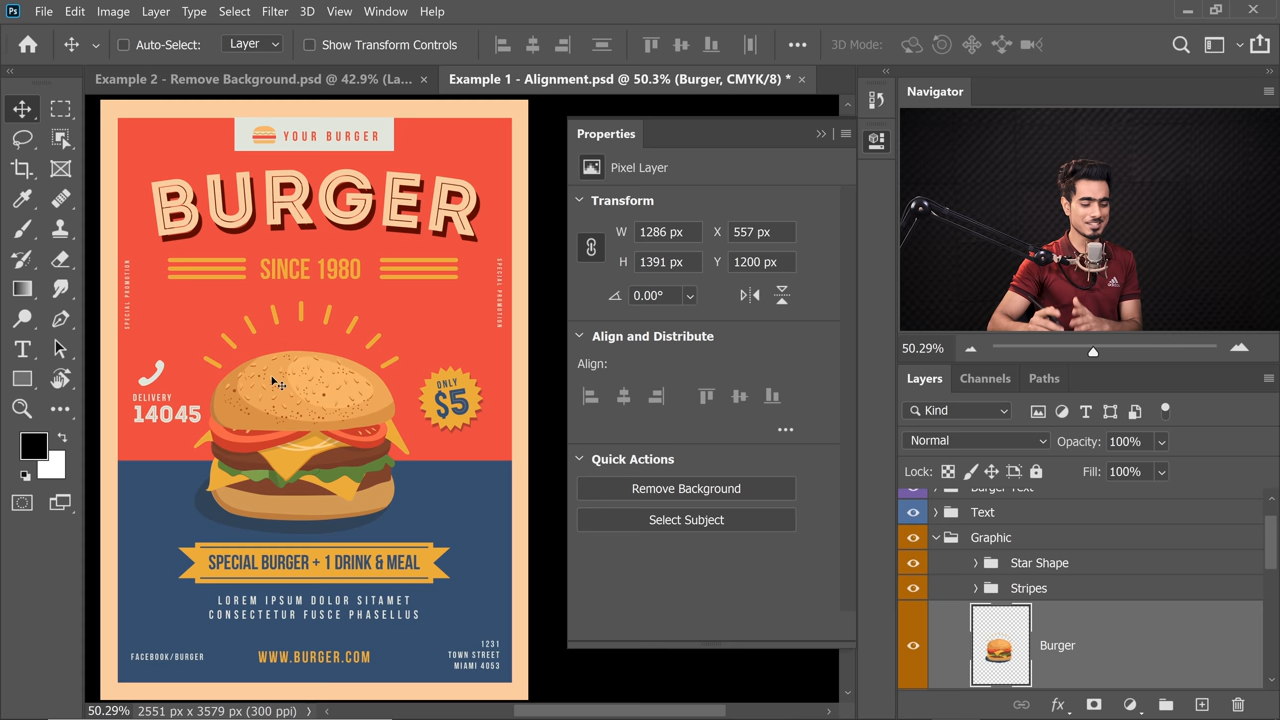 Ps File Edit Image Layer Type Select Filter 3D View Window Help
Auto-Select: Layer Show Transform Controls 3D Mode:
Example 2 - Remove Background.psd @ 42.9% (La... × Example 1 - Alignment.psd @ 50.3% (Burger, CMYK/8) * ×
YOUR BURGER
BURGER
SINCE 1980
SPECIAL PROMOTION
SPECIAL PROMOTION
DELIVERY
14045
ONLY
$5
SPECIAL BURGER + 1 DRINK & MEAL
LOREM IPSUM DOLOR SITAMET
CONSECTETUR FUSCE PHASELLUS
FACEBOOK/BURGER
WWW.BURGER.COM
1231
TOWN STREET
MIAMI 4053
50.29% 2551 px x 3579 px (300 ppi)
Properties
Pixel Layer
Transform
W 1286 px X 557 px
H 1391 px Y 1200 px
0.00°
Align and Distribute
Align:
Quick Actions
Remove Background
Select Subject
Navigator
50.29%
Layers Channels Paths
Kind
Normal Opacity: 100%
Lock: Fill: 100%
Burger Text
Text
Graphic
Star Shape
Stripes
Burger
fx